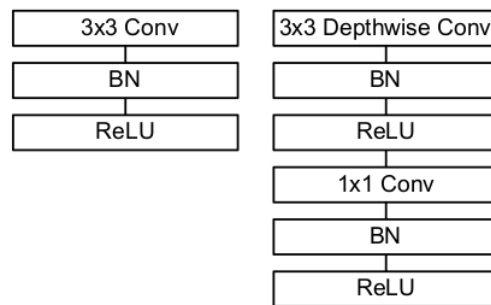 3x3 Conv
BN
ReLU
3x3 Depthwise Conv
BN
ReLU
1x1 Conv
BN
ReLU